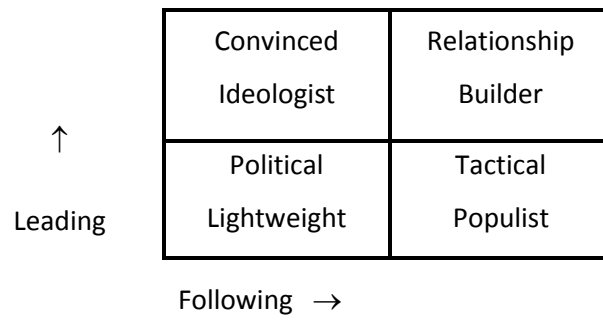 Convinced
Ideologist
Relationship
Builder
↑
Leading
Political
Lightweight
Tactical
Populist
Following →